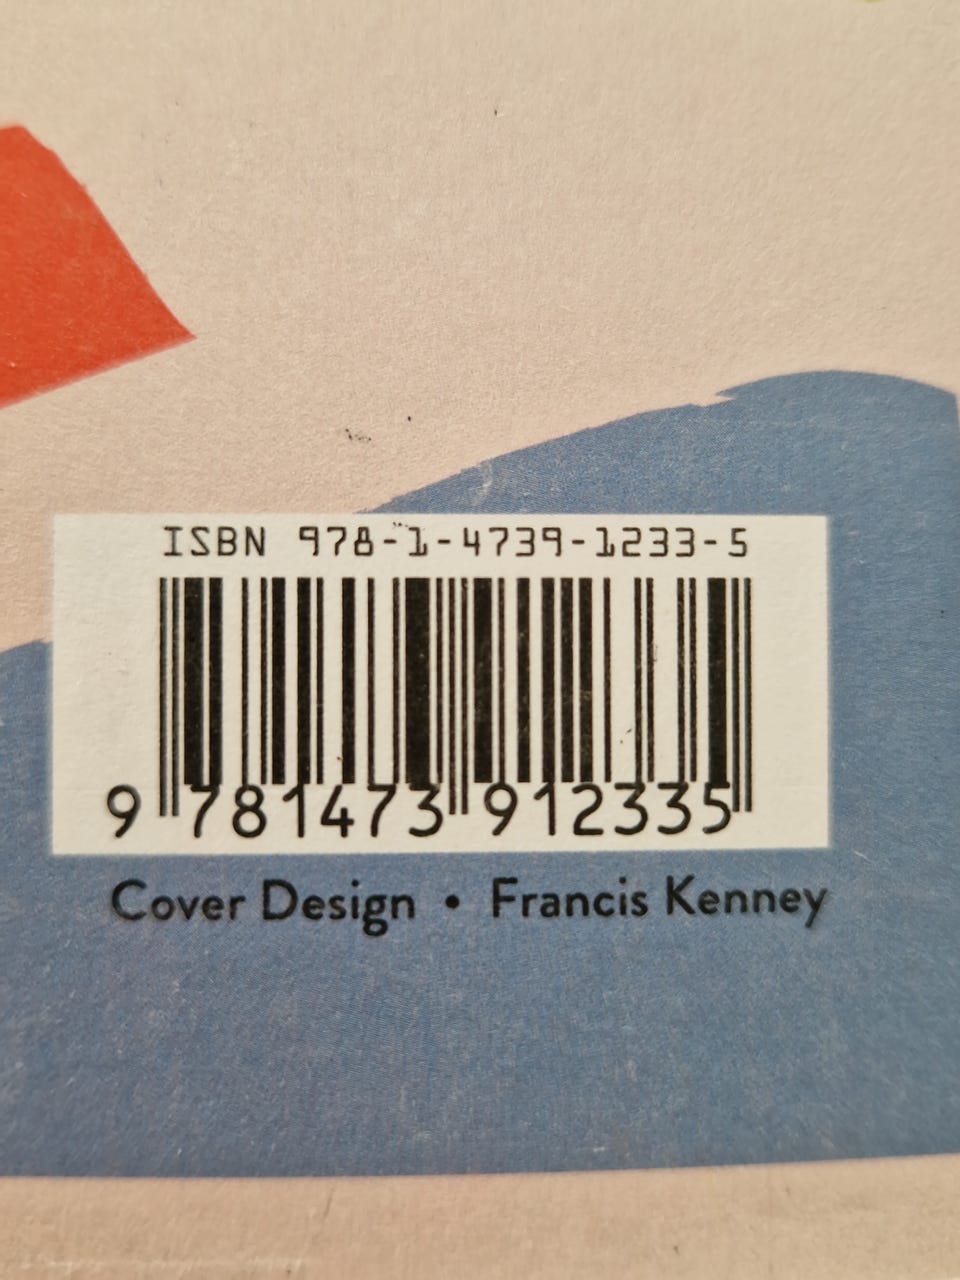 ISBN 978-1-4739-1233-5
9 781473 912335
Cover Design • Francis Kenney